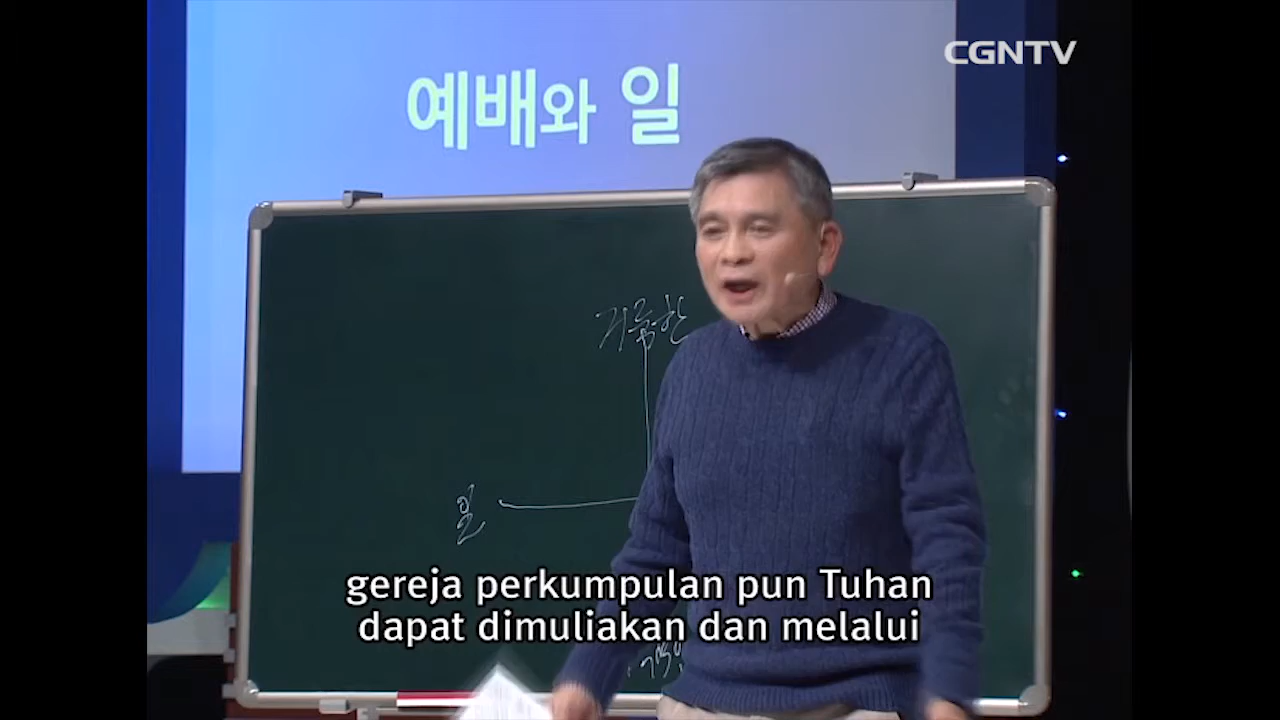 CGNTV
예배와 일
거룩한
일
gereja perkumpulan pun Tuhan
dapat dimuliakan dan melalui